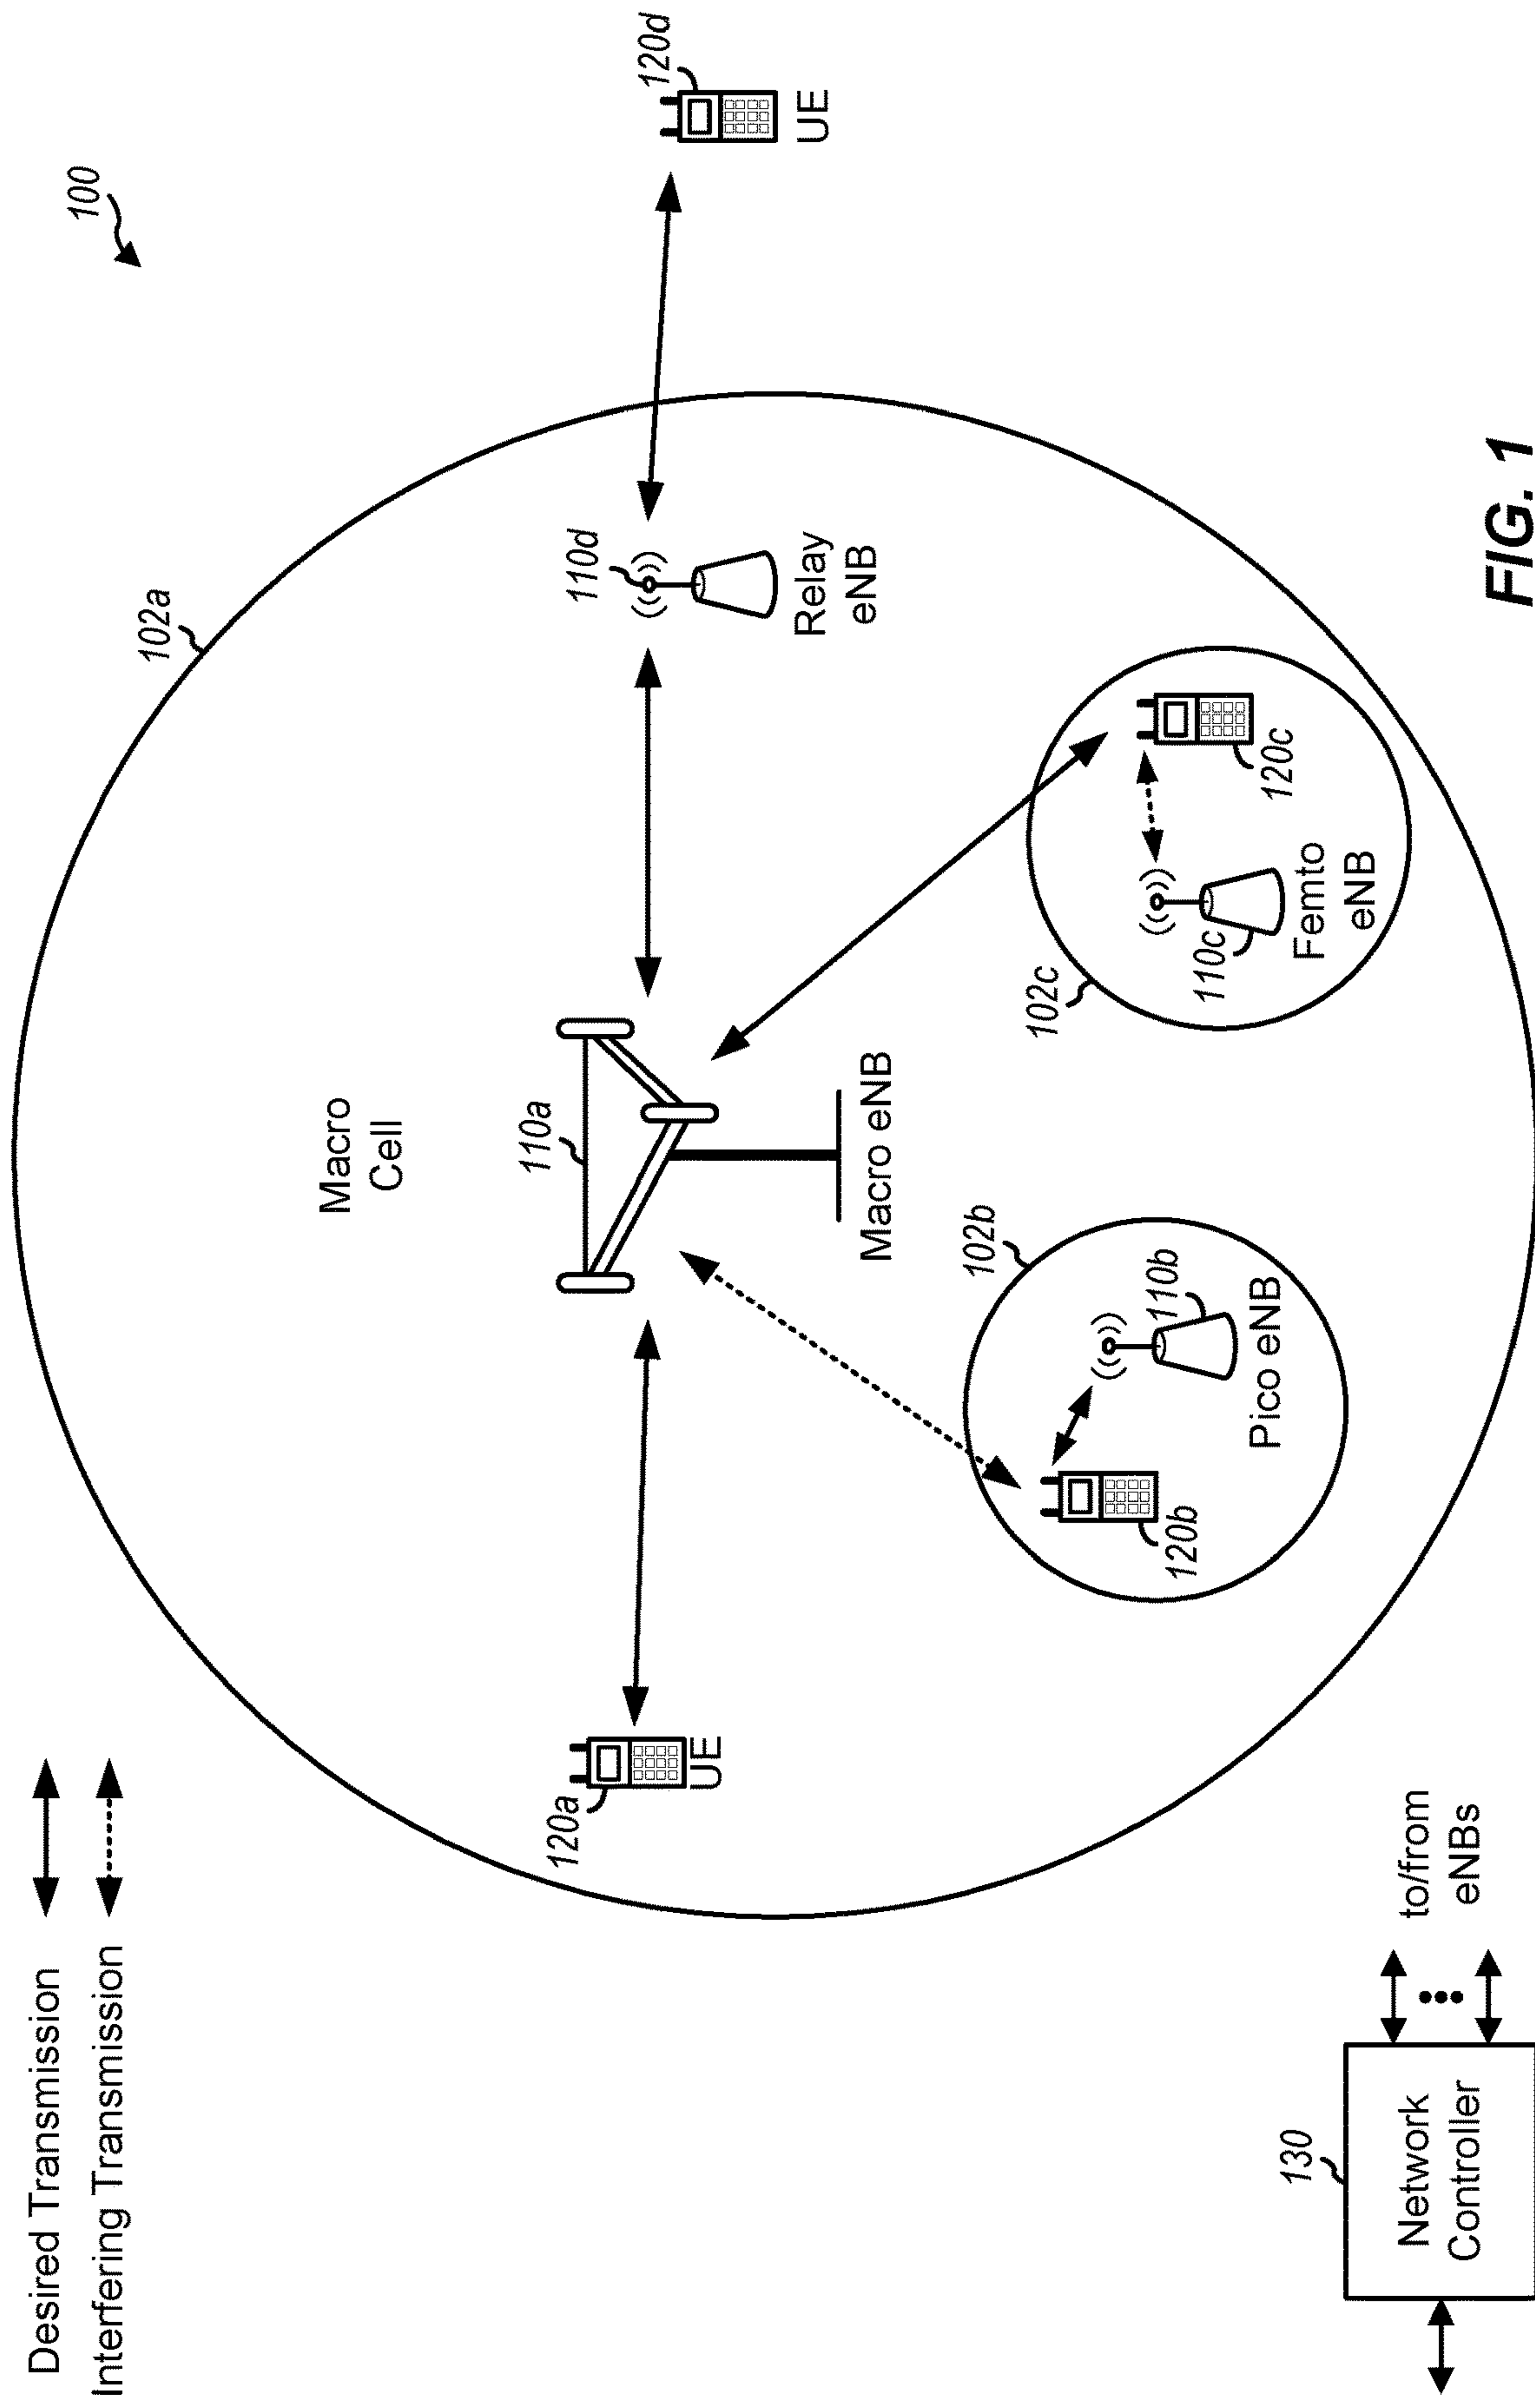 Desired Transmission
Interfering Transmission
100
102a
Macro
Cell
120a
UE
110a
Macro eNB
110d
Relay
eNB
120d
UE
102b
110b
Pico eNB
120b
102c
110c
Femto
eNB
120c
130
Network
Controller
to/from
eNBs
FIG. 1